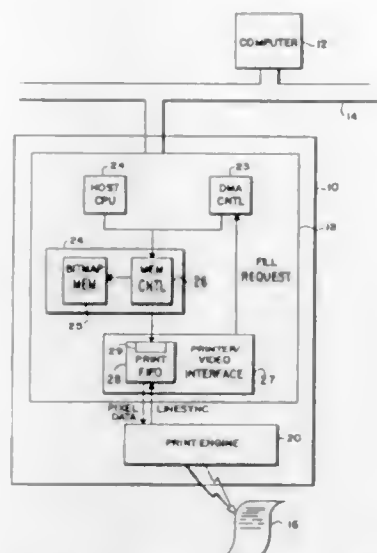 COMPUTER
12
14
24
23
HOST
CPU
DMA
CNTL
10
18
24
BITMAP
MEM
MEM
CNTL
26
FILL
REQUEST
25
29
PRINT
FIFO
PRINTER/
VIDEO
INTERFACE
28
27
PIXEL
DATA
LINESYNC
PRINT ENGINE
20
16